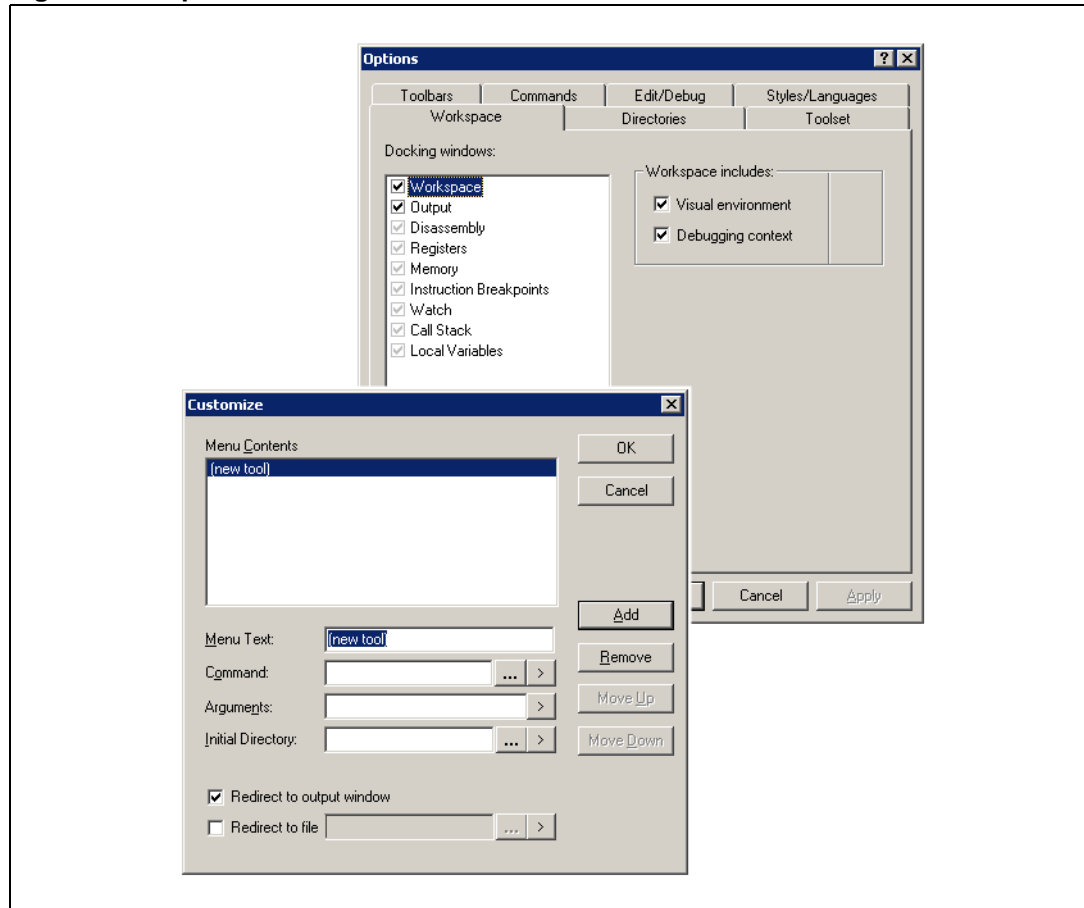 Options
Toolbars Commands Edit/Debug Styles/Languages
Workspace Directories Toolset
Docking windows:
Workspace
Output
Disassembly
Registers
Memory
Instruction Breakpoints
Watch
Call Stack
Local Variables
Workspace includes:
Visual environment
Debugging context
Cancel Apply
Customize
Menu Contents
(new tool)
OK
Cancel
Add
Remove
Move Up
Move Down
Menu Text: (new tool)
Command: ... >
Arguments: >
Initial Directory: ... >
Redirect to output window
Redirect to file ... >